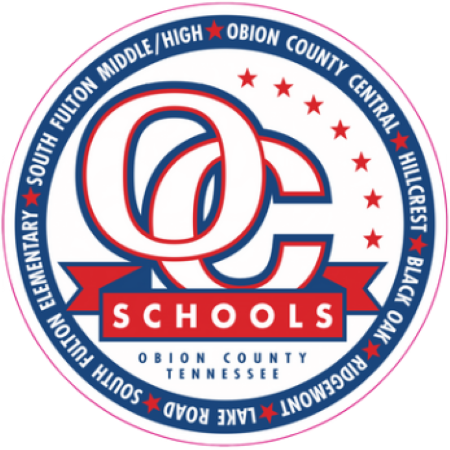 SOUTH FULTON MIDDLE/HIGH ★ OBION COUNTY CENTRAL ★ HILLCREST ★ BLACK OAK ★ RIDGEMONT ★ LAKE ROAD ★ SOUTH FULTON ELEMENTARY ★
OC
SCHOOLS
OBION COUNTY
TENNESSEE